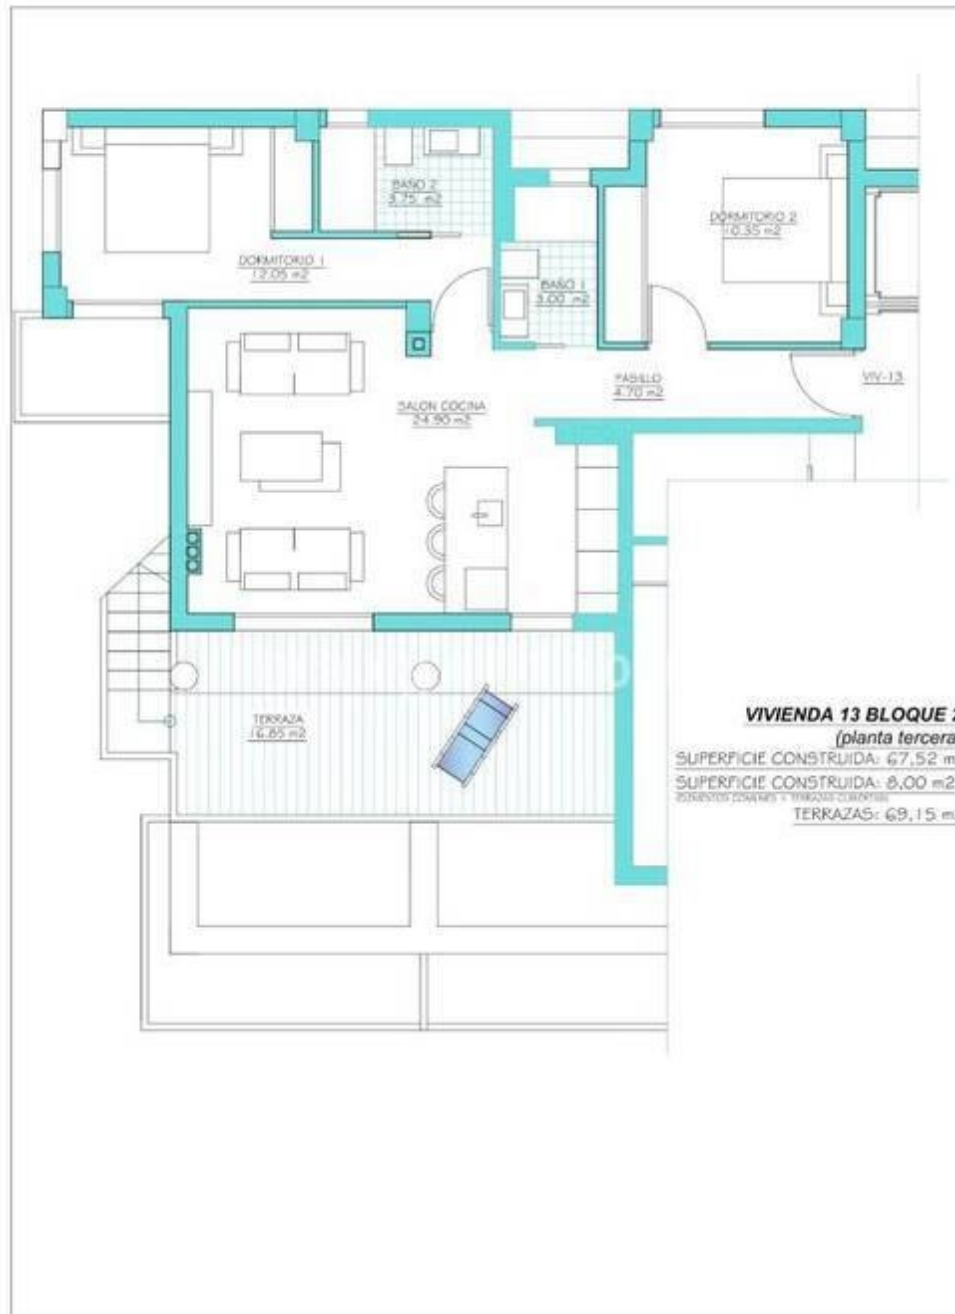 BAÑO 2
3.75 m2
DORMITORIO 2
10.35 m2
DORMITORIO 1
12.05 m2
BAÑO 1
3.00 m2
PASILLO
4.70 m2
VIV-13
SALON COCINA
24.90 m2
TERRAZA
16.85 m2
VIVIENDA 13 BLOQUE 2
(planta tercera
SUPERFICIE CONSTRUIDA: 67,52 m
SUPERFICIE CONSTRUIDA: 8,00 m2
TERRAZAS: 69,15 m